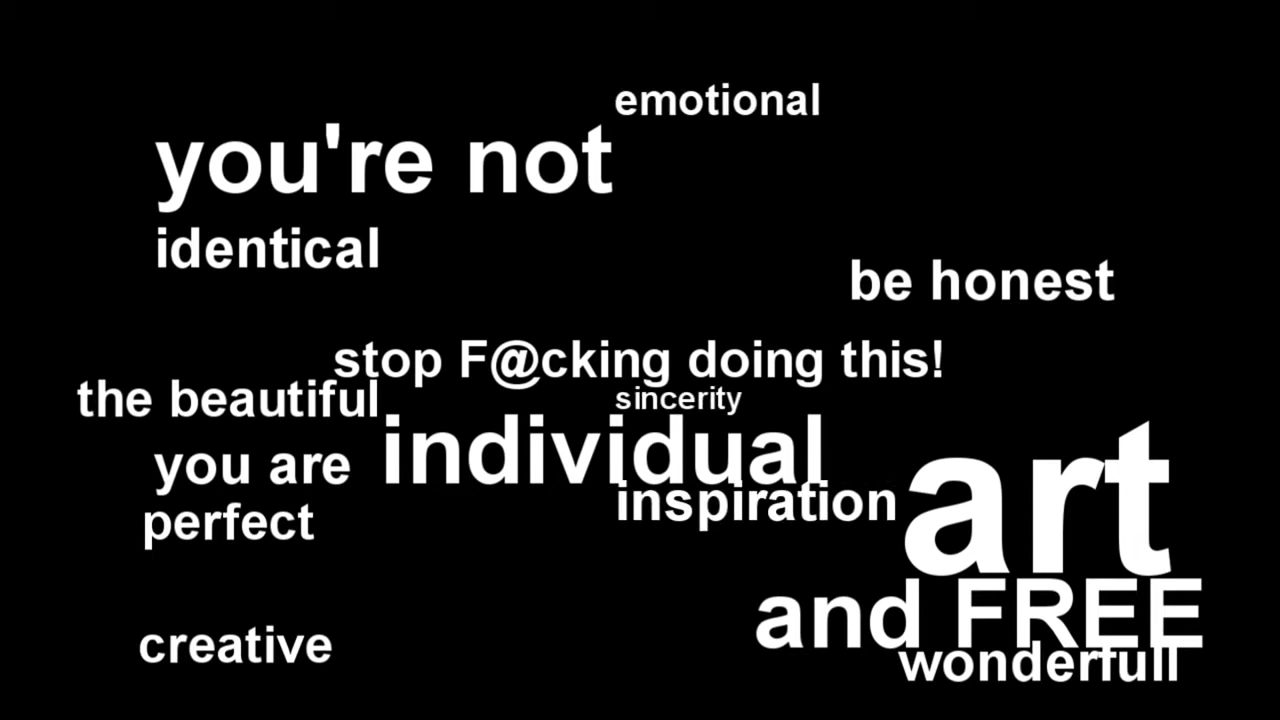 emotional
you're not
identical
be honest
stop F@cking doing this!
the beautiful
sincerity
individual
you are
inspiration
perfect
art
and FREE
creative
wonderfull